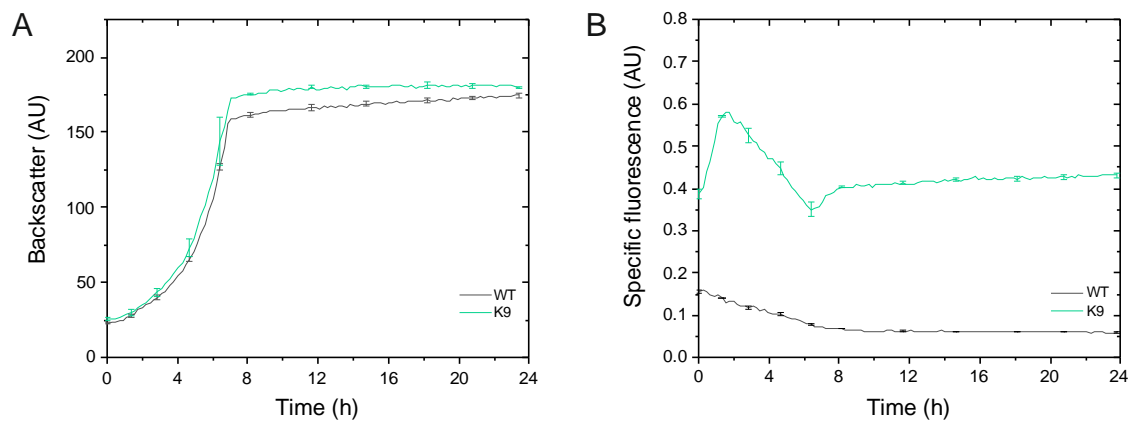 A
Backscatter (AU)
200
150
100
50
0
WT
K9
0 4 8 12 16 20 24
Time (h)
B
Specific fluorescence (AU)
0.8
0.7
0.6
0.5
0.4
0.3
0.2
0.1
0.0
WT
K9
0 4 8 12 16 20 24
Time (h)